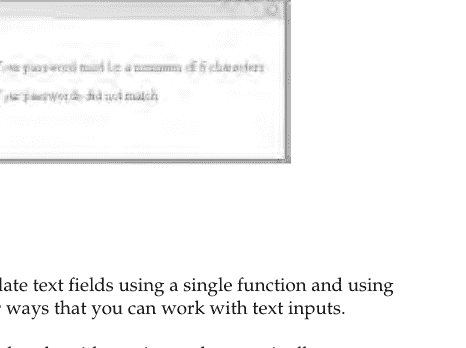 Your password must be a minimum of 6 characters
Your passwords did not match
late text fields using a single function and using
ways that you can work with text inputs.